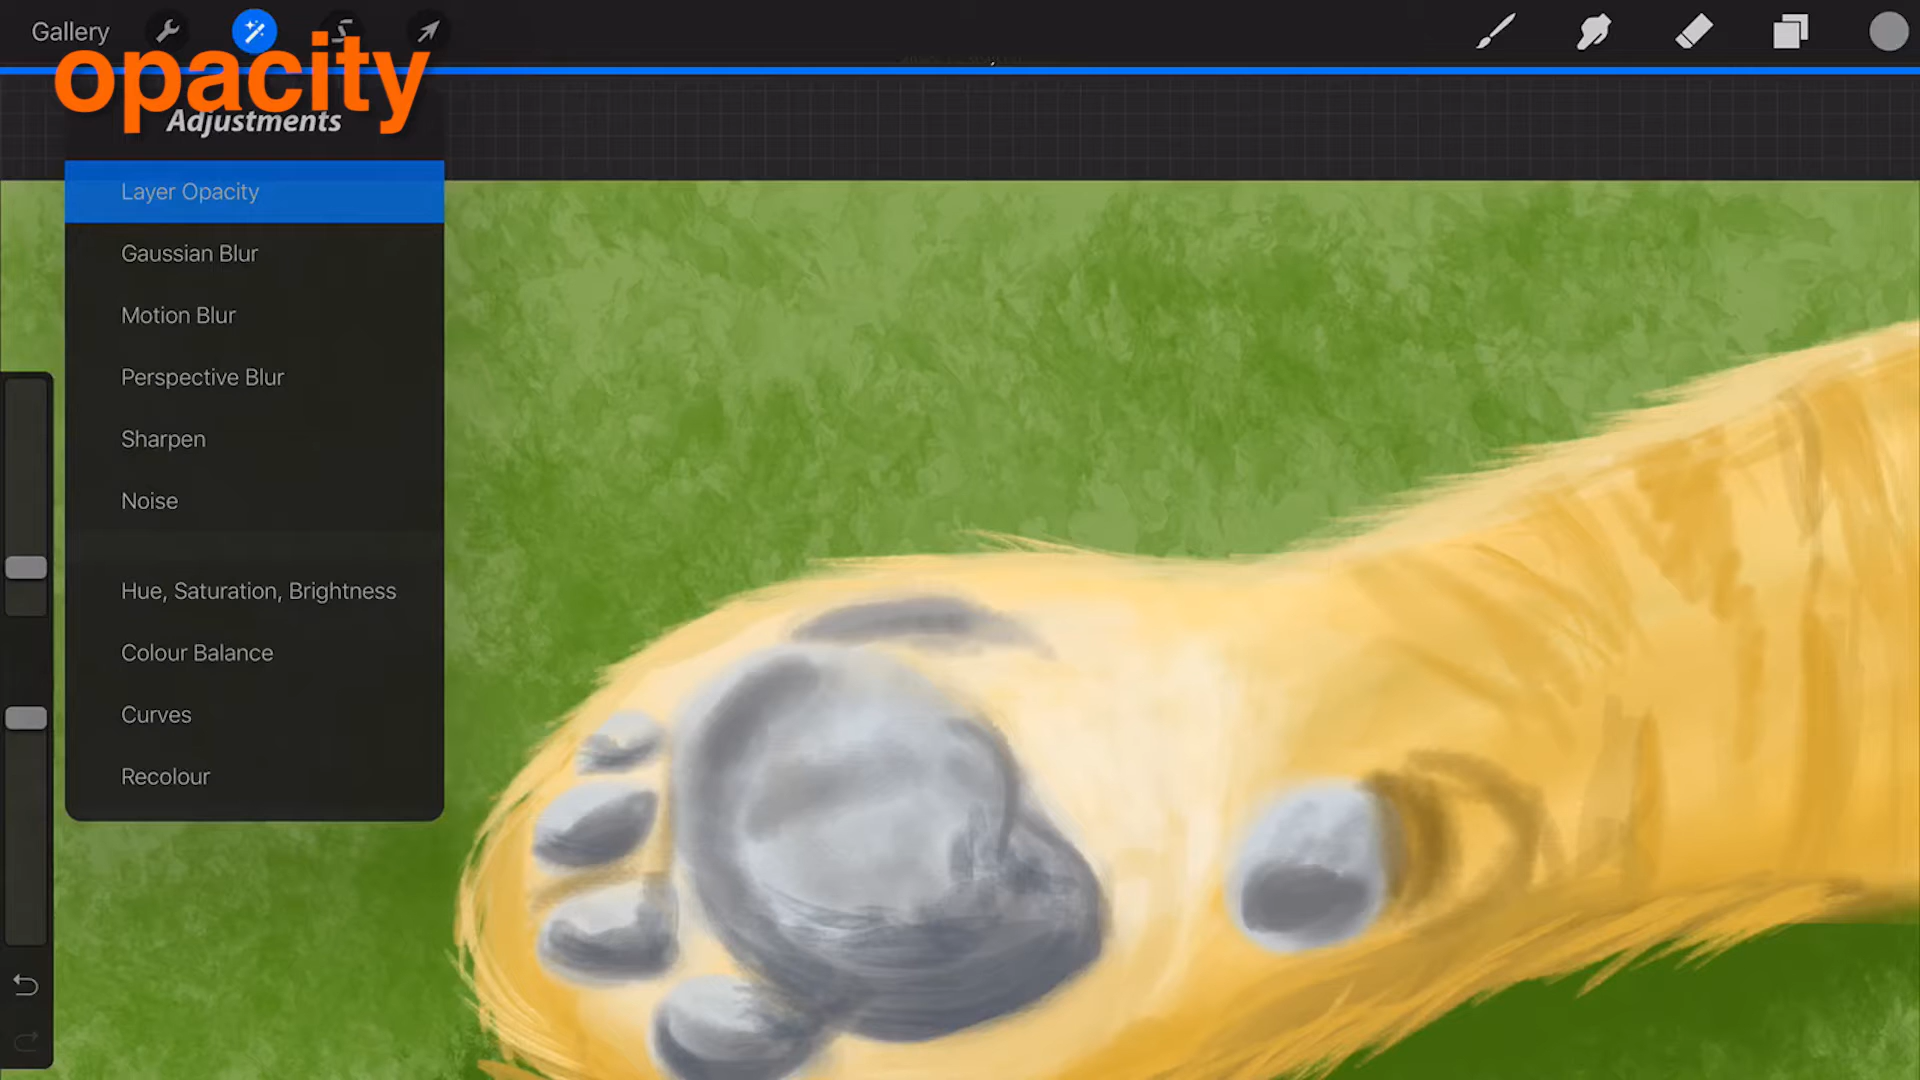 Gallery
opacity
Adjustments
Layer Opacity
Gaussian Blur
Motion Blur
Perspective Blur
Sharpen
Noise
Hue, Saturation, Brightness
Colour Balance
Curves
Recolour